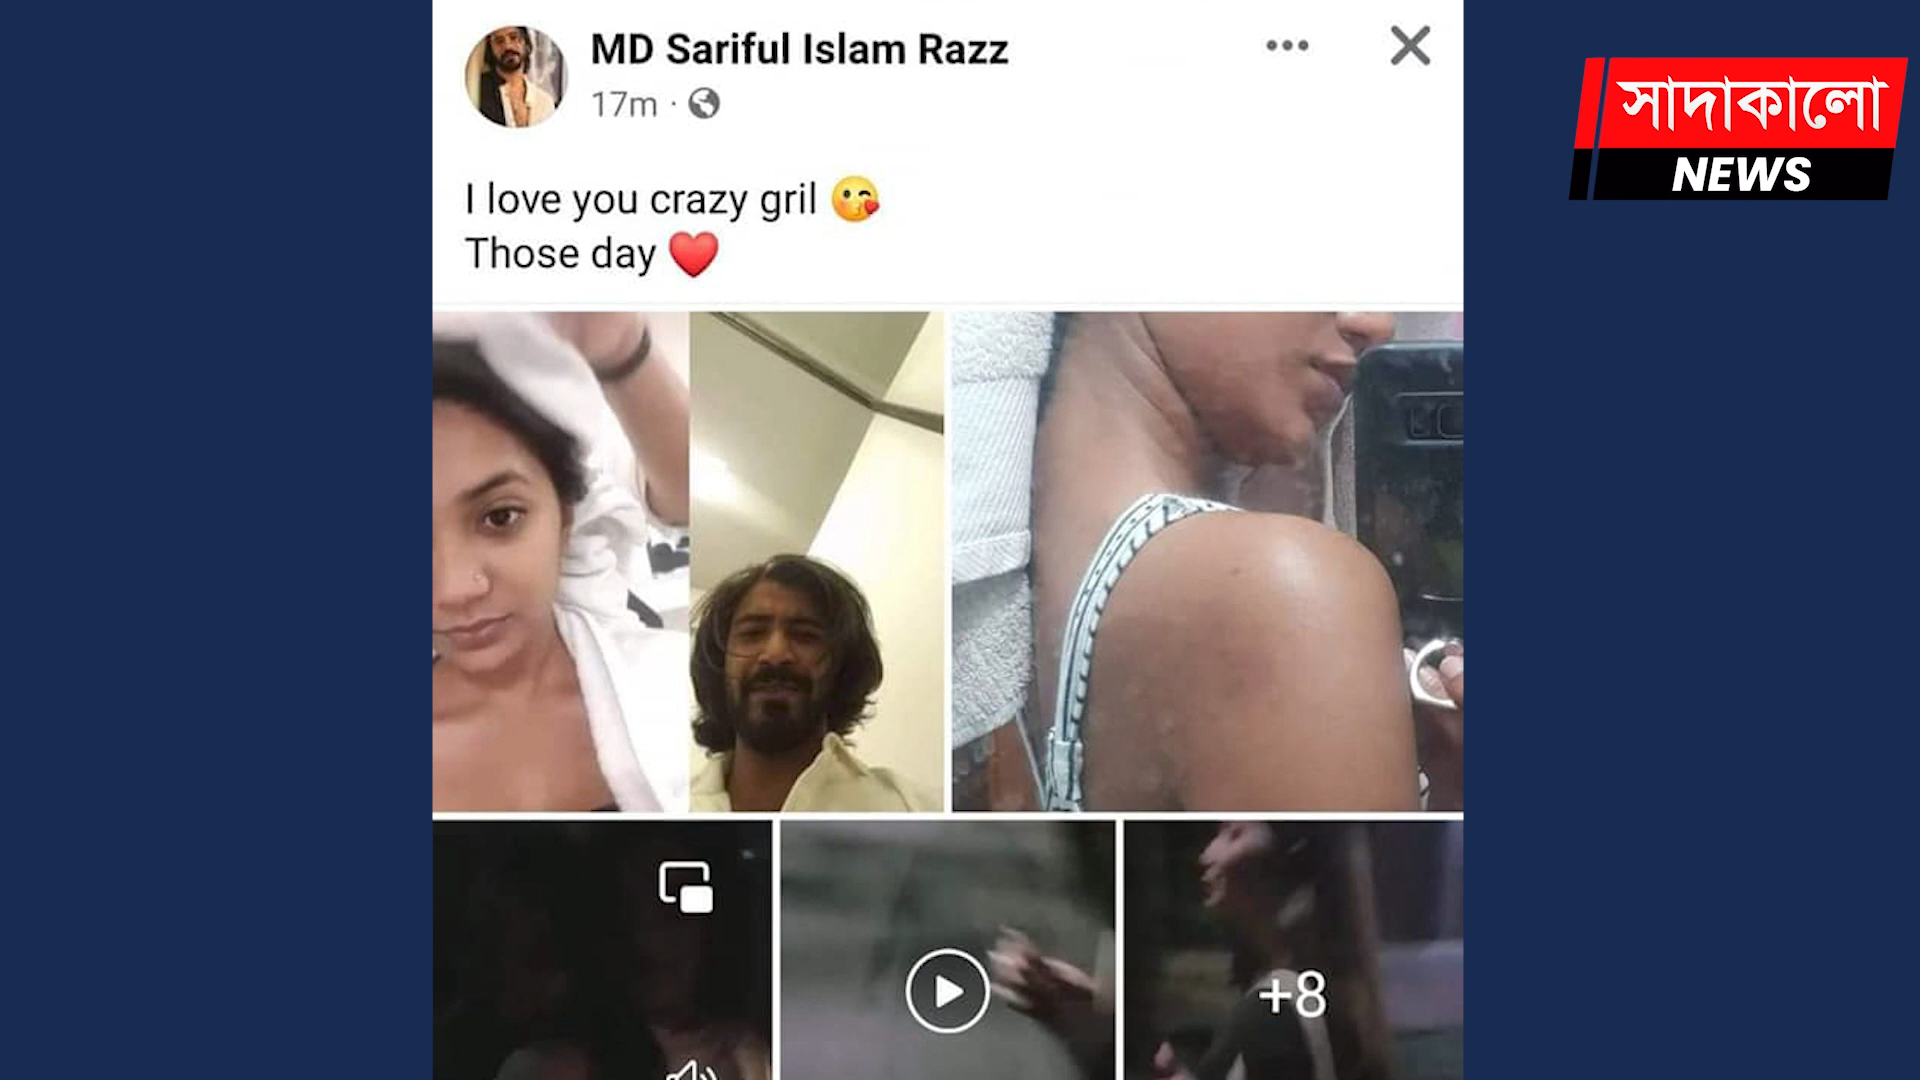 MD Sariful Islam Razz
17m ·
সাদাকালো
NEWS
I love you crazy gril 😘
Those day ❤️
+8